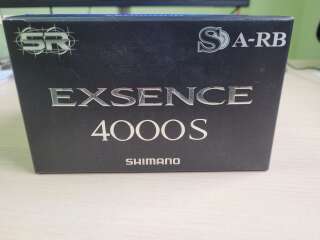 SR S A-RB
EXSENCE
4000S
SHIMANO